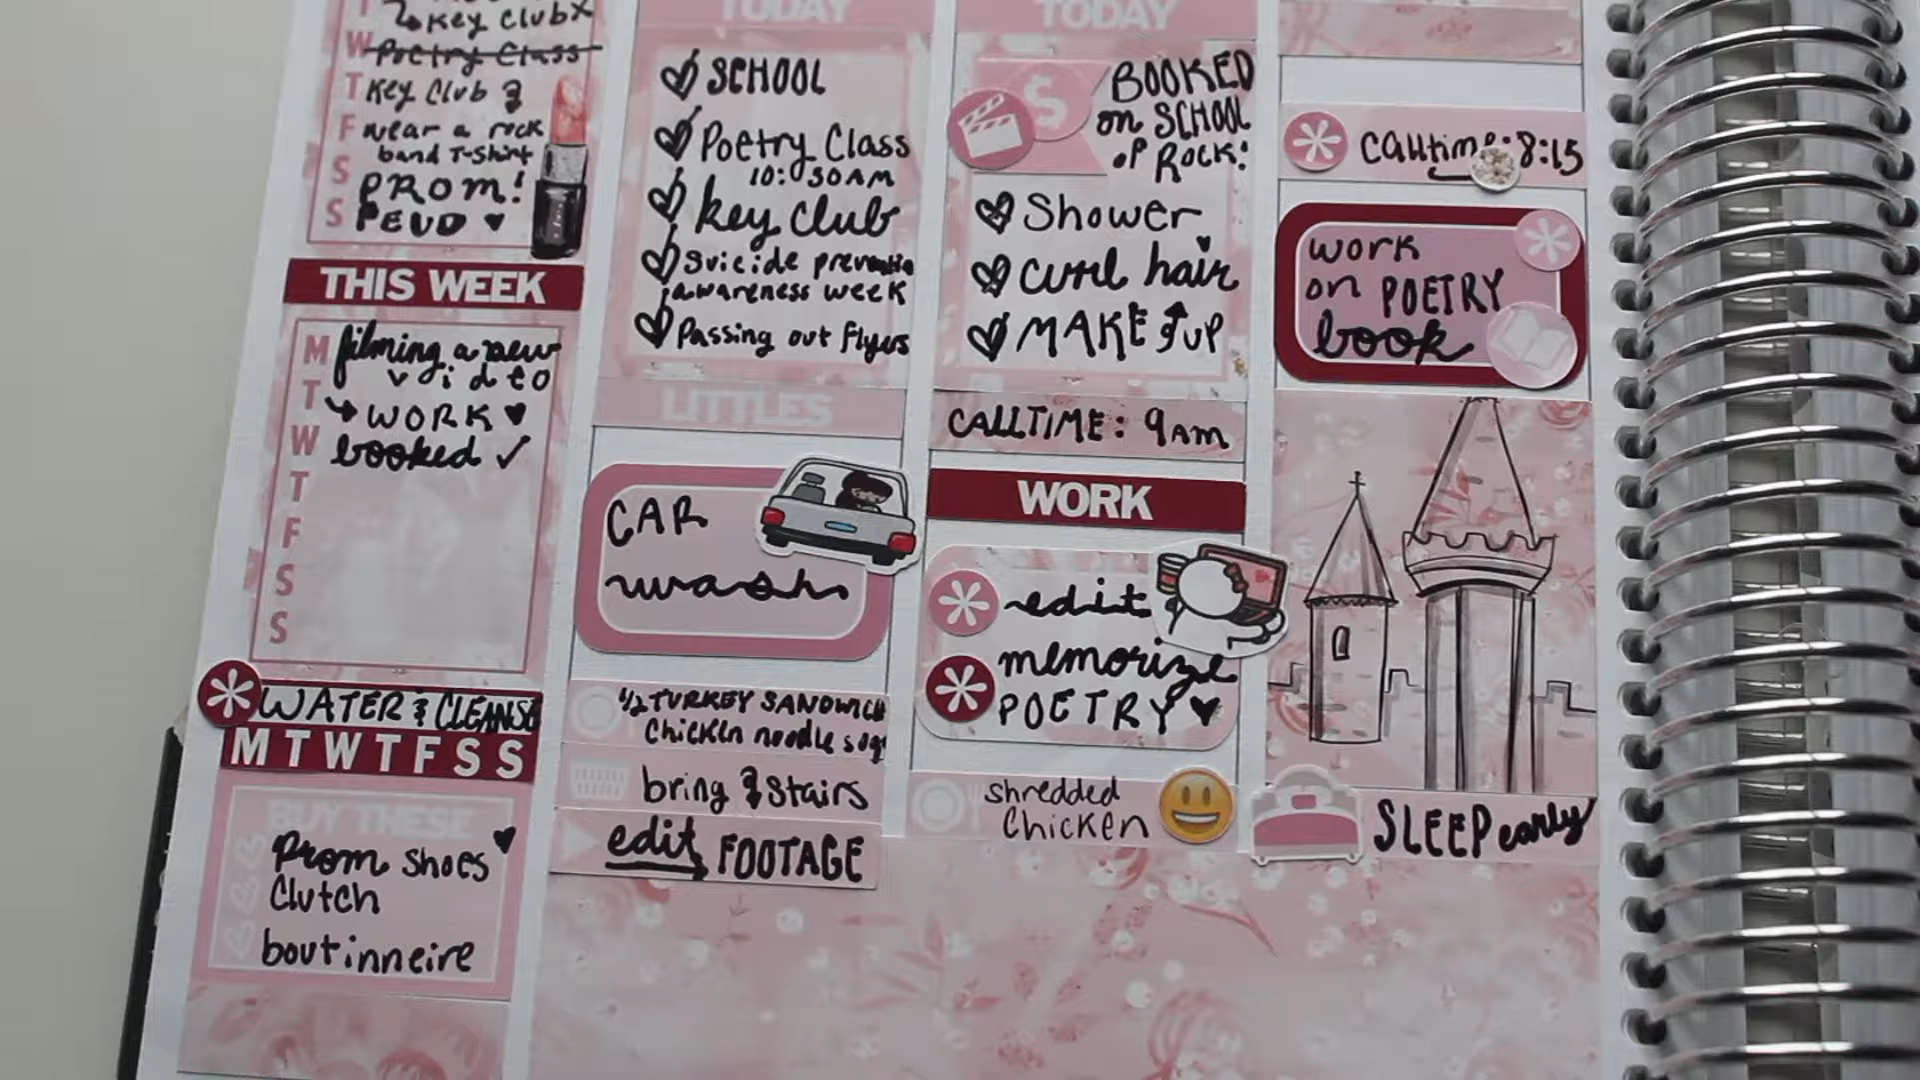 Key Club
Poetry Class
Key Club &
wear a rock
band T-shirt
PROM!
PEUD
T
W
T
F
S
S
THIS WEEK
filming a new
video
WORK
booked ✓
M
T
W
T
F
S
S
WATER & CLEANSE
M T W T F S S
BUY THESE
Prom shoes
Clutch
boutinneire
TODAY
SCHOOL
Poetry Class
10:30AM
key club
Suicide prevention
awareness week
Passing out flyers
LITTLES
CAR
wash
1/2 TURKEY SANDWICH
Chicken noodle soup
bring & stairs
edit FOOTAGE
TODAY
$
BOOKED
on SCHOOL
of ROCK!
Shower
curl hair
MAKE UP
CALLTIME: 9AM
WORK
edit
memorize
POETRY
shredded
Chicken
Calltime: 8:15
work
on POETRY
book
SLEEP early